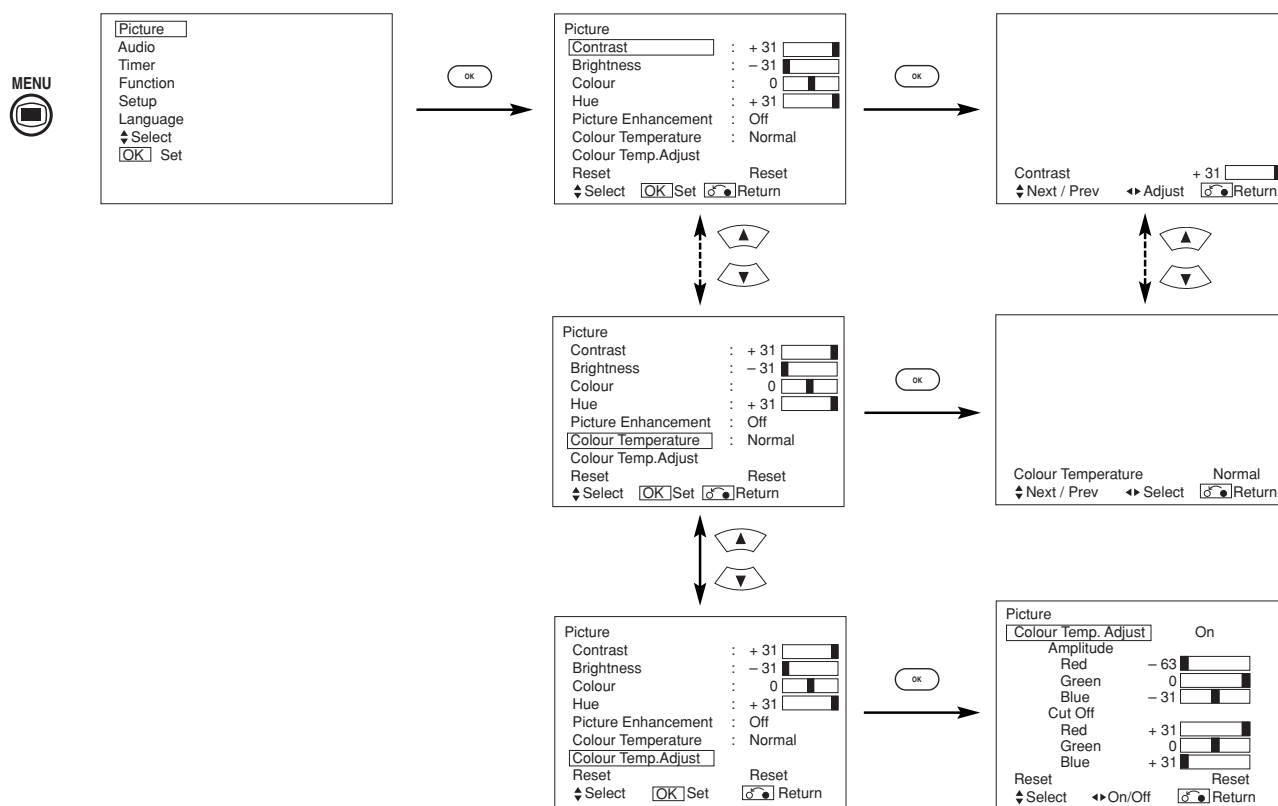 MENU
Picture
Audio
Timer
Function
Setup
Language
Select
OK Set
OK
Picture
Contrast : + 31
Brightness : – 31
Colour : 0
Hue : + 31
Picture Enhancement : Off
Colour Temperature : Normal
Colour Temp.Adjust
Reset Reset
Select OK Set Return
OK
Contrast + 31
Next / Prev Adjust Return
Picture
Contrast : + 31
Brightness : – 31
Colour : 0
Hue : + 31
Picture Enhancement : Off
Colour Temperature : Normal
Colour Temp.Adjust
Reset Reset
Select OK Set Return
OK
Colour Temperature Normal
Next / Prev Select Return
Picture
Contrast : + 31
Brightness : – 31
Colour : 0
Hue : + 31
Picture Enhancement : Off
Colour Temperature : Normal
Colour Temp.Adjust
Reset Reset
Select OK Set Return
OK
Picture
Colour Temp. Adjust On
Amplitude
Red – 63
Green 0
Blue – 31
Cut Off
Red + 31
Green 0
Blue + 31
Reset Reset
Select On/Off Return